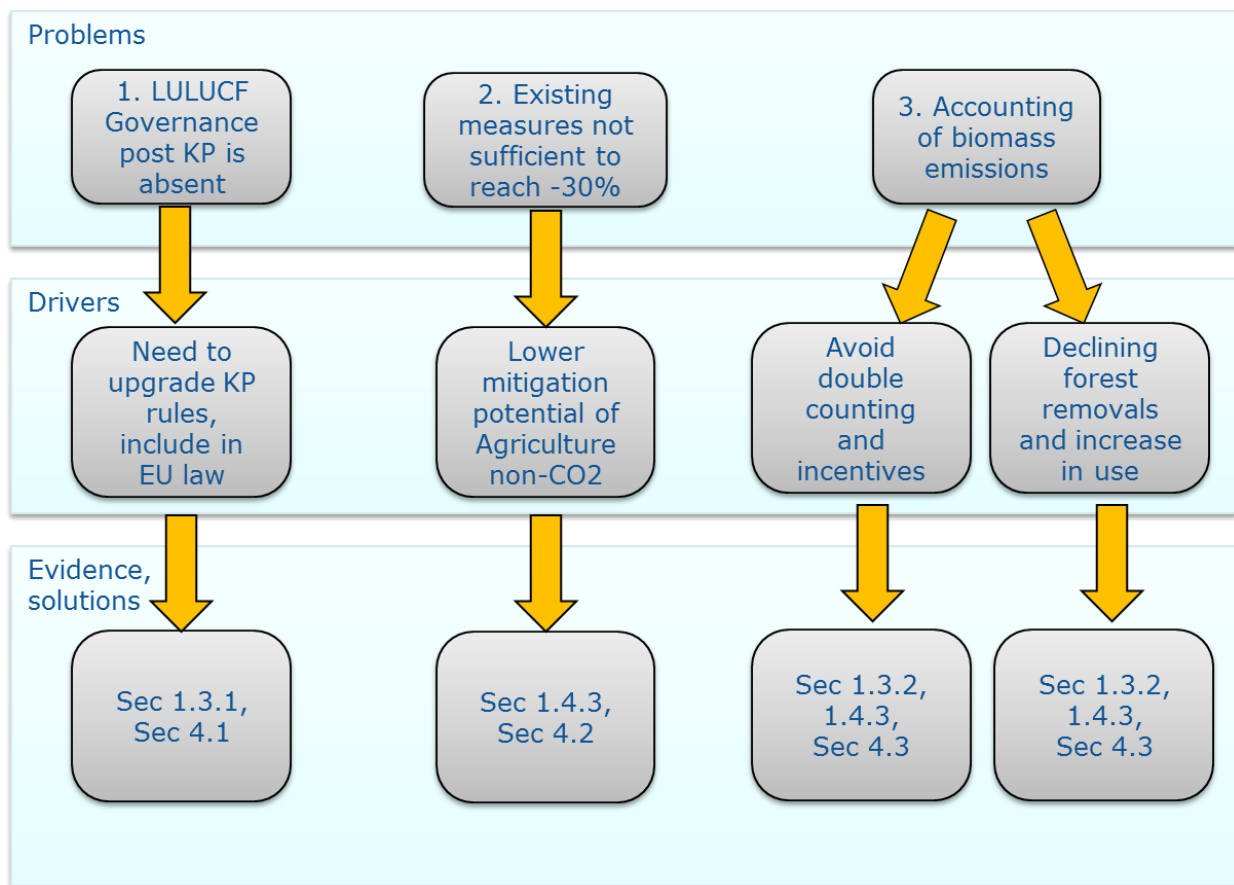 Problems
1. LULUCF
Governance
post KP is
absent
2. Existing
measures not
sufficient to
reach -30%
3. Accounting
of biomass
emissions
Drivers
Need to
upgrade KP
rules,
include in
EU law
Lower
mitigation
potential of
Agriculture
non-CO2
Avoid
double
counting
and
incentives
Declining
forest
removals
and increase
in use
Evidence,
solutions
Sec 1.3.1,
Sec 4.1
Sec 1.4.3,
Sec 4.2
Sec 1.3.2,
1.4.3,
Sec 4.3
Sec 1.3.2,
1.4.3,
Sec 4.3